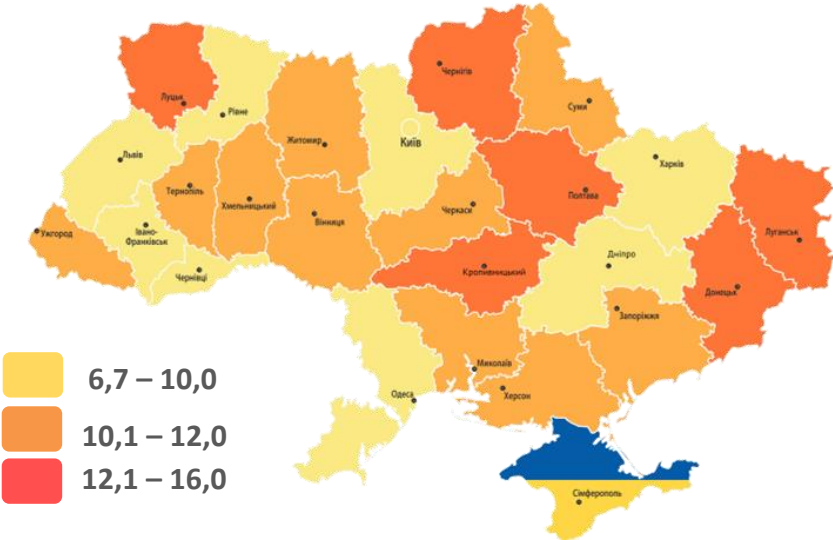 Чернігів
Луцьк
Суми
Рівне
Київ
Житомир
Львів
Харків
Тернопіль
Полтава
Хмельницький
Черкаси
Вінниця
Луганськ
Ужгород
Івано-
Франківськ
Дніпро
Чернівці
Кропивницький
Донецьк
Запоріжжя
Миколаїв
6,7 – 10,0
Одеса
Херсон
10,1 – 12,0
12,1 – 16,0
Сімферополь